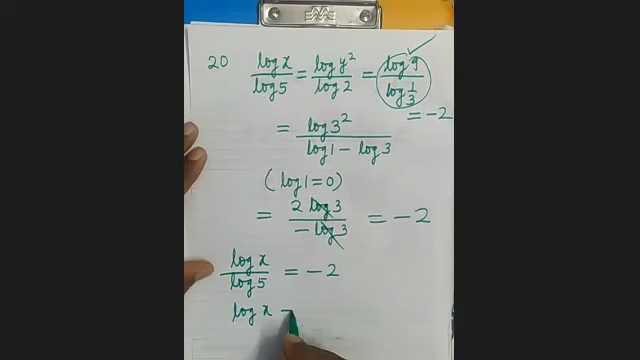 20 log x / log 5 = log y² / log 2 = log 9 / log 1/3 ✓
= -2
= log 3² / log 1 - log 3
(log 1 = 0)
= 2 log 3 / - log 3 = -2
log x / log 5 = -2
log x -